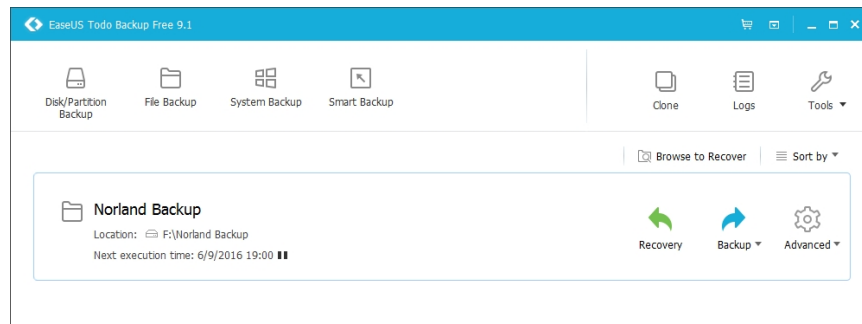 EaseUS Todo Backup Free 9.1
Disk/Partition
Backup
File Backup
System Backup
Smart Backup
Clone
Logs
Tools
Browse to Recover
Sort by
Norland Backup
Location: F:\Norland Backup
Next execution time: 6/9/2016 19:00
Recovery
Backup
Advanced